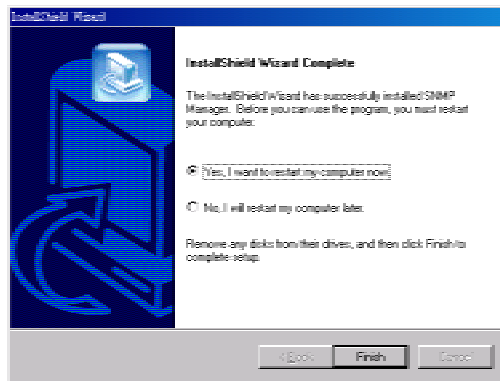 InstallShield Wizard
InstallShield Wizard Complete
The InstallShield Wizard has successfully installed SNMP
Manager. Before you can use the program, you must restart
your computer.
Yes, I want to restart my computer now.
No, I will restart my computer later.
Remove any disks from their drives, and then click Finish to
complete setup.
< Back
Finish
Cancel